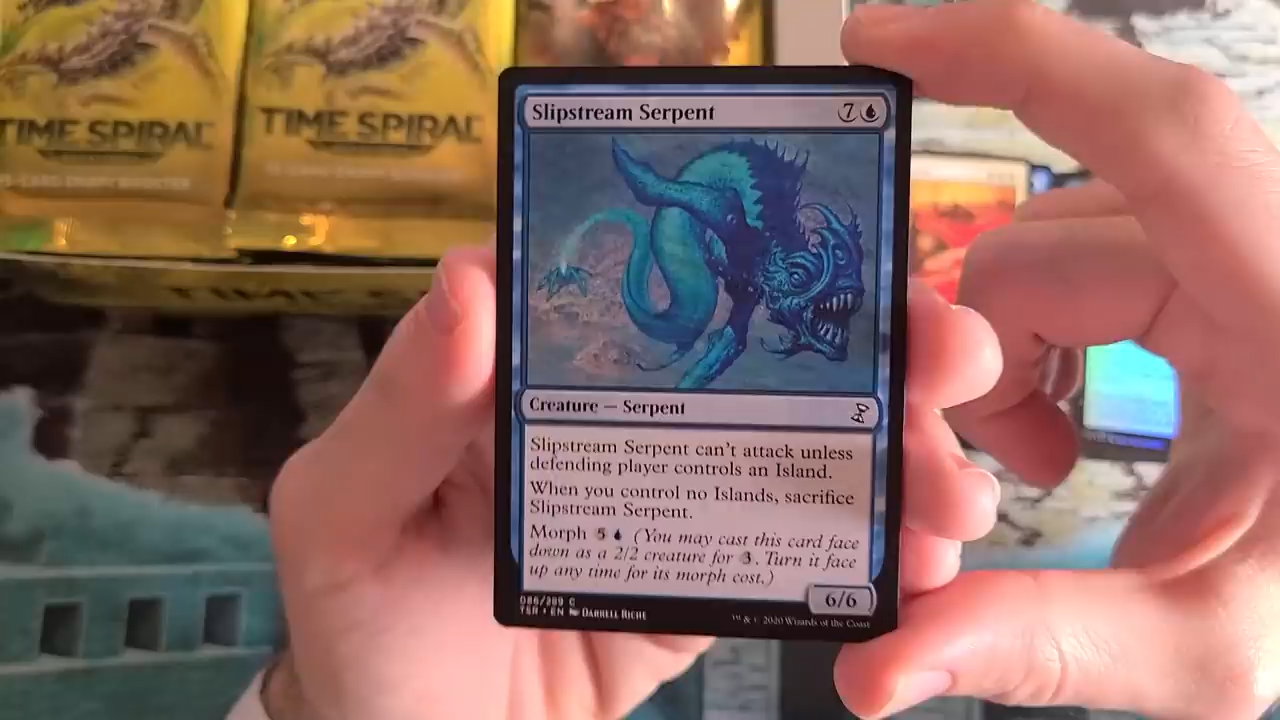 TIME SPIRAL
TIME SPIRAL
TIME
Slipstream Serpent 7
Creature — Serpent
Slipstream Serpent can't attack unless
defending player controls an Island.
When you control no Islands, sacrifice
Slipstream Serpent.
Morph 5 (You may cast this card face
down as a 2/2 creature for 3. Turn it face
up any time for its morph cost.)
6/6
086/289 C
TSR • EN DARRELL RICHE
™ & © 2020 Wizards of the Coast